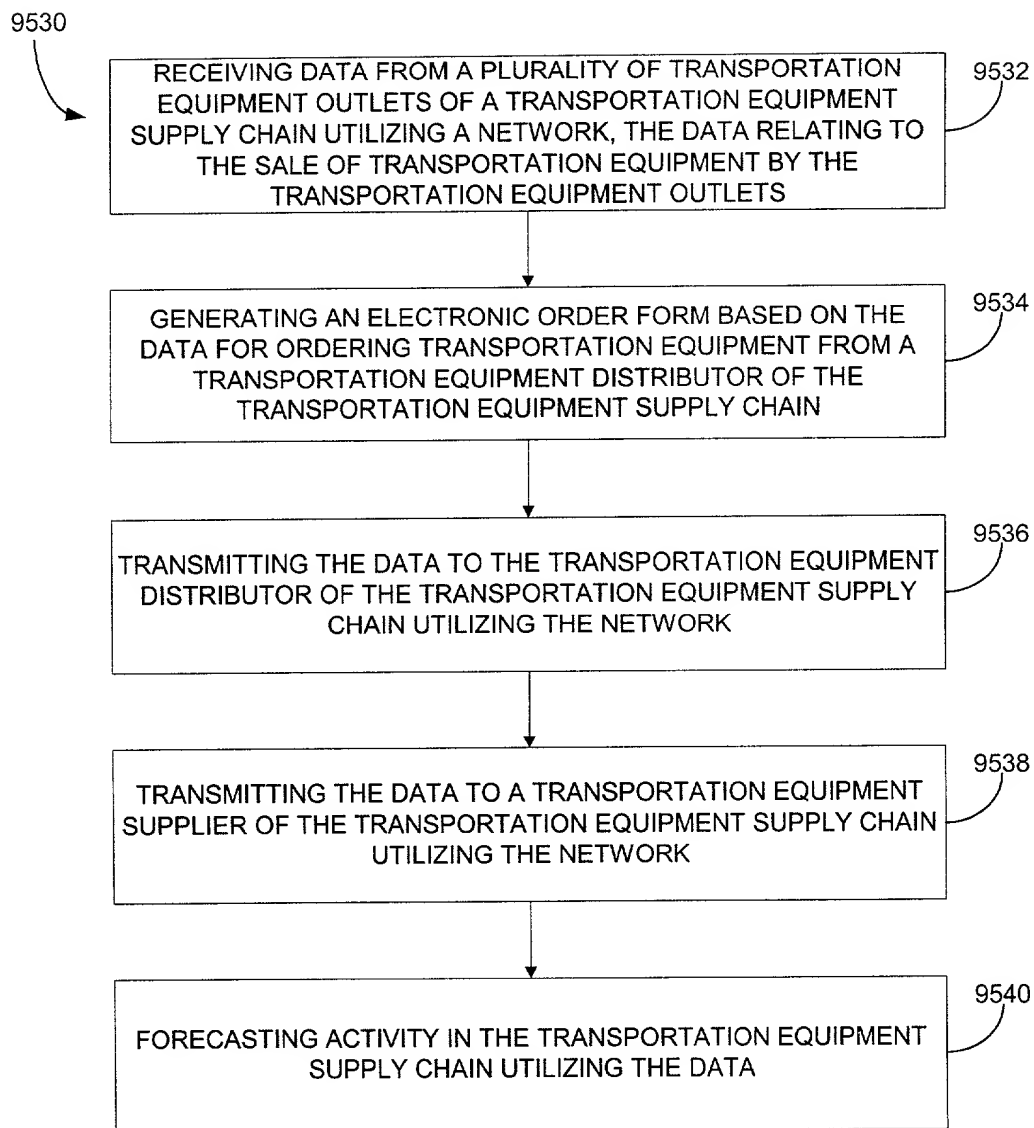 9530
RECEIVING DATA FROM A PLURALITY OF TRANSPORTATION
EQUIPMENT OUTLETS OF A TRANSPORTATION EQUIPMENT
SUPPLY CHAIN UTILIZING A NETWORK, THE DATA RELATING TO
THE SALE OF TRANSPORTATION EQUIPMENT BY THE
TRANSPORTATION EQUIPMENT OUTLETS
9532
GENERATING AN ELECTRONIC ORDER FORM BASED ON THE
DATA FOR ORDERING TRANSPORTATION EQUIPMENT FROM A
TRANSPORTATION EQUIPMENT DISTRIBUTOR OF THE
TRANSPORTATION EQUIPMENT SUPPLY CHAIN
9534
TRANSMITTING THE DATA TO THE TRANSPORTATION EQUIPMENT
DISTRIBUTOR OF THE TRANSPORTATION EQUIPMENT SUPPLY
CHAIN UTILIZING THE NETWORK
9536
TRANSMITTING THE DATA TO A TRANSPORTATION EQUIPMENT
SUPPLIER OF THE TRANSPORTATION EQUIPMENT SUPPLY CHAIN
UTILIZING THE NETWORK
9538
FORECASTING ACTIVITY IN THE TRANSPORTATION EQUIPMENT
SUPPLY CHAIN UTILIZING THE DATA
9540